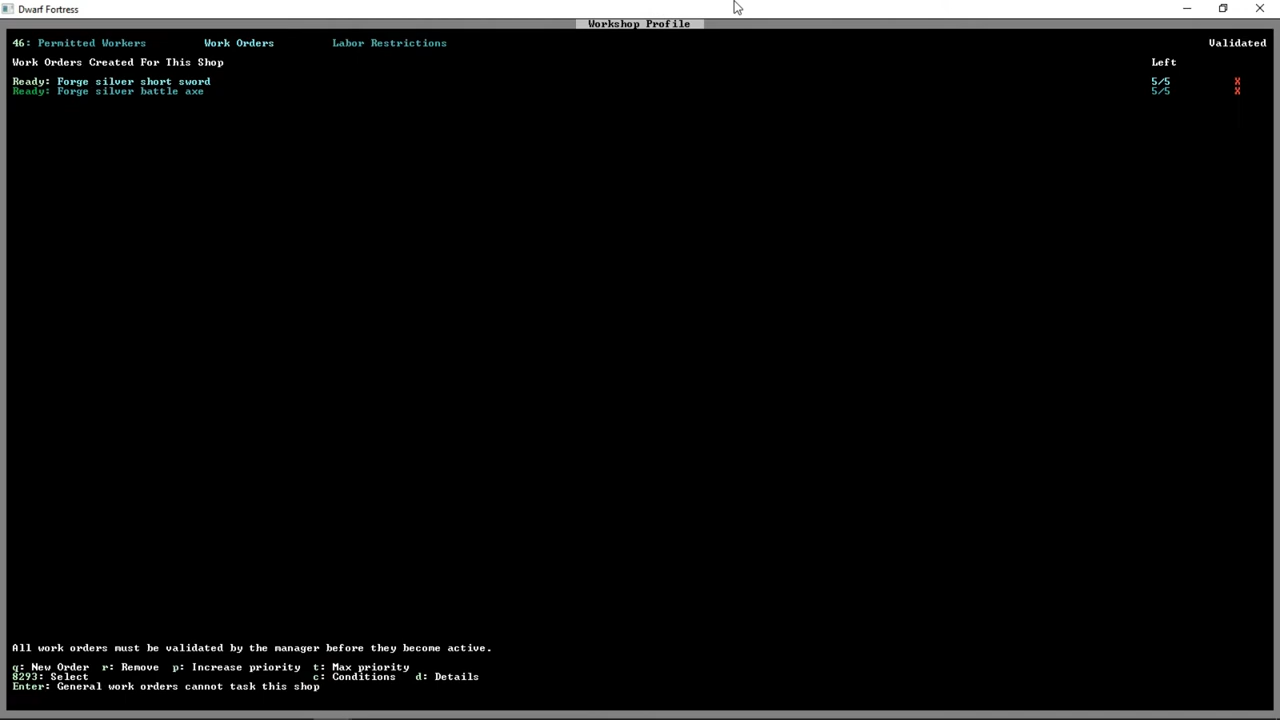 Dwarf Fortress
Workshop Profile
46: Permitted Workers Work Orders Labor Restrictions Validated
Work Orders Created For This Shop Left
Ready: Forge silver short sword 5/5 X
Ready: Forge silver battle axe 5/5 X
All work orders must be validated by the manager before they become active.
q: New Order r: Remove p: Increase priority t: Max priority
8293: Select c: Conditions d: Details
Enter: General work orders cannot task this shop